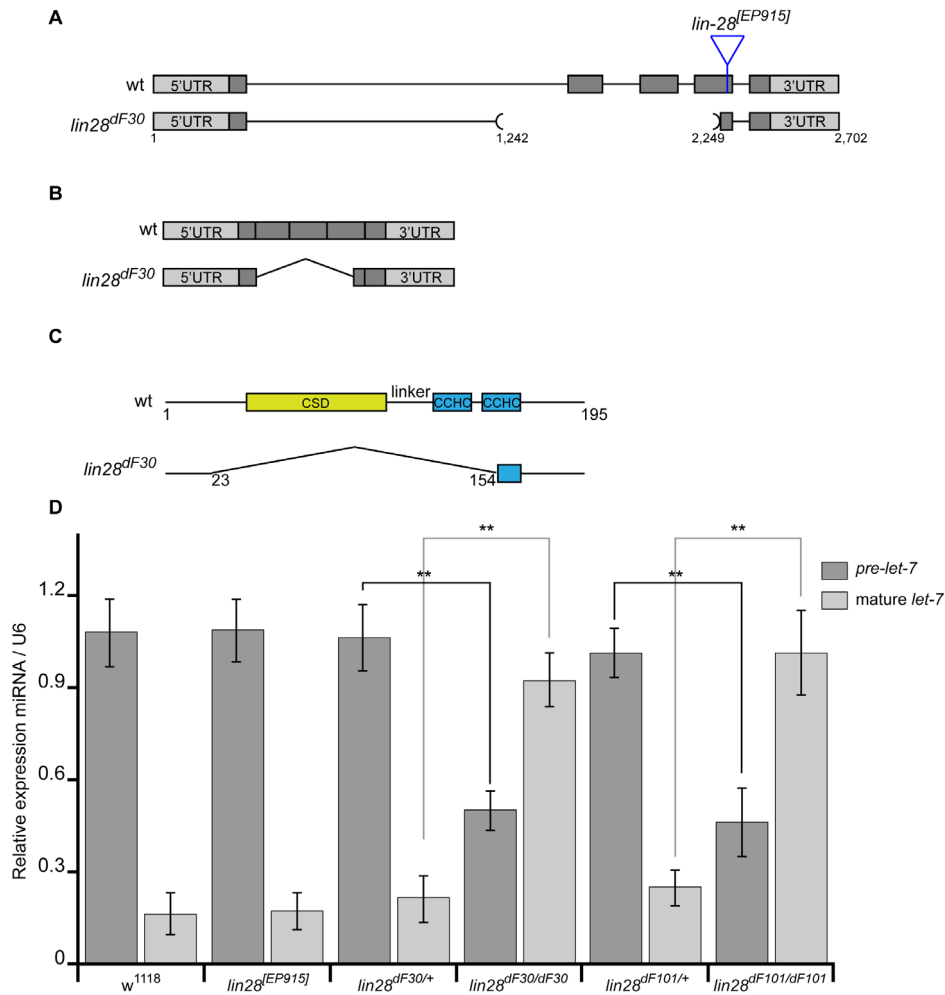 A
lin-28[EP915]
wt 5'UTR 3'UTR
lin28dF30 5'UTR 3'UTR
1 1,242 2,249 2,702
B
wt 5'UTR 3'UTR
lin28dF30 5'UTR 3'UTR
C
wt CSD linker CCHC CCHC
1 195
lin28dF30 23 154
D
** **
** **
pre-let-7
mature let-7
Relative expression miRNA / U6
1.2
0.9
0.6
0.3
0
w1118 lin28[EP915] lin28dF30/+ lin28dF30/dF30 lin28dF101/+ lin28dF101/dF101